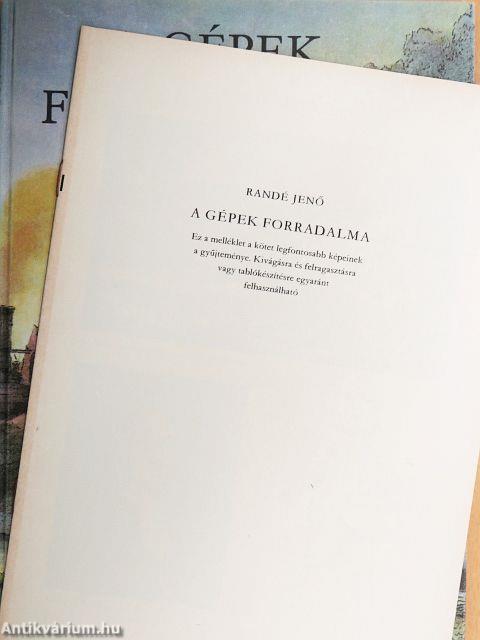 GÉPEK
F
RANDÉ JENŐ
A GÉPEK FORRADALMA
Ez a melléklet a kötet legfontosabb képeinek
a gyűjteménye. Kivágásra és felragasztásra
vagy tablókészítésre egyaránt
felhasználható
Antikvárium.hu